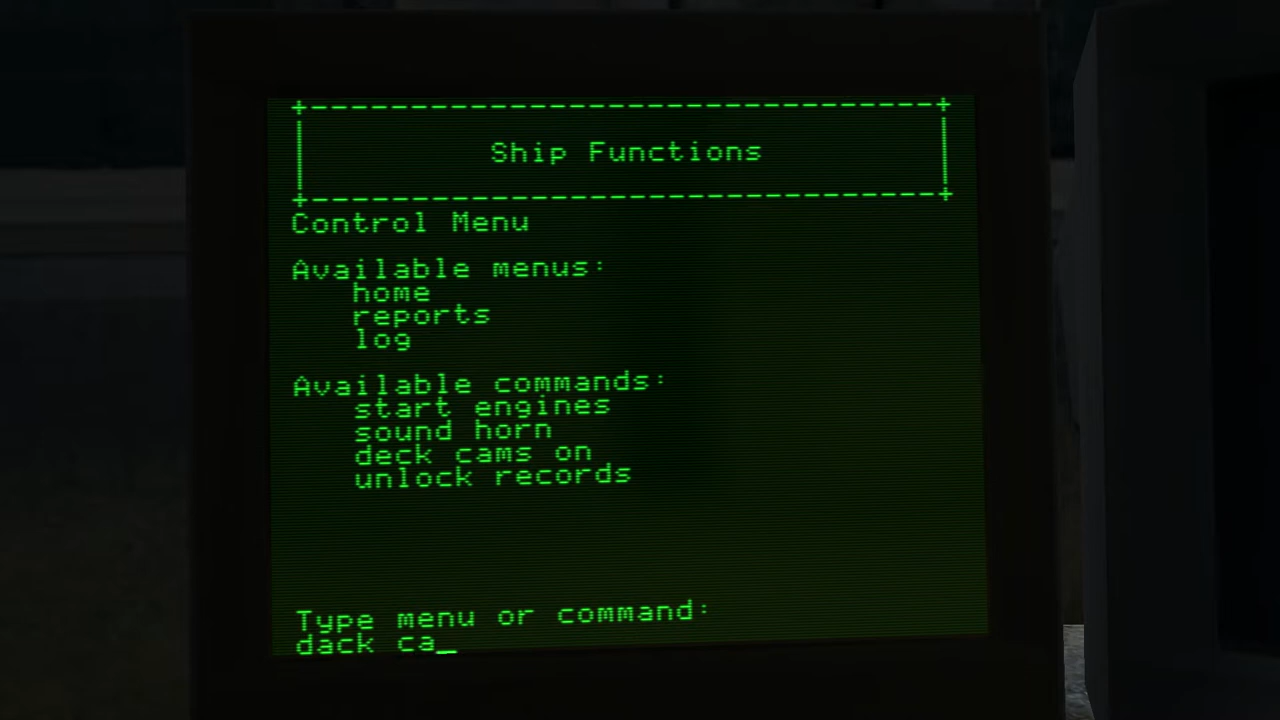 Ship Functions
Control Menu
Available menus:
home
reports
log
Available commands:
start engines
sound horn
deck cams on
unlock records
Type menu or command:
dack ca_